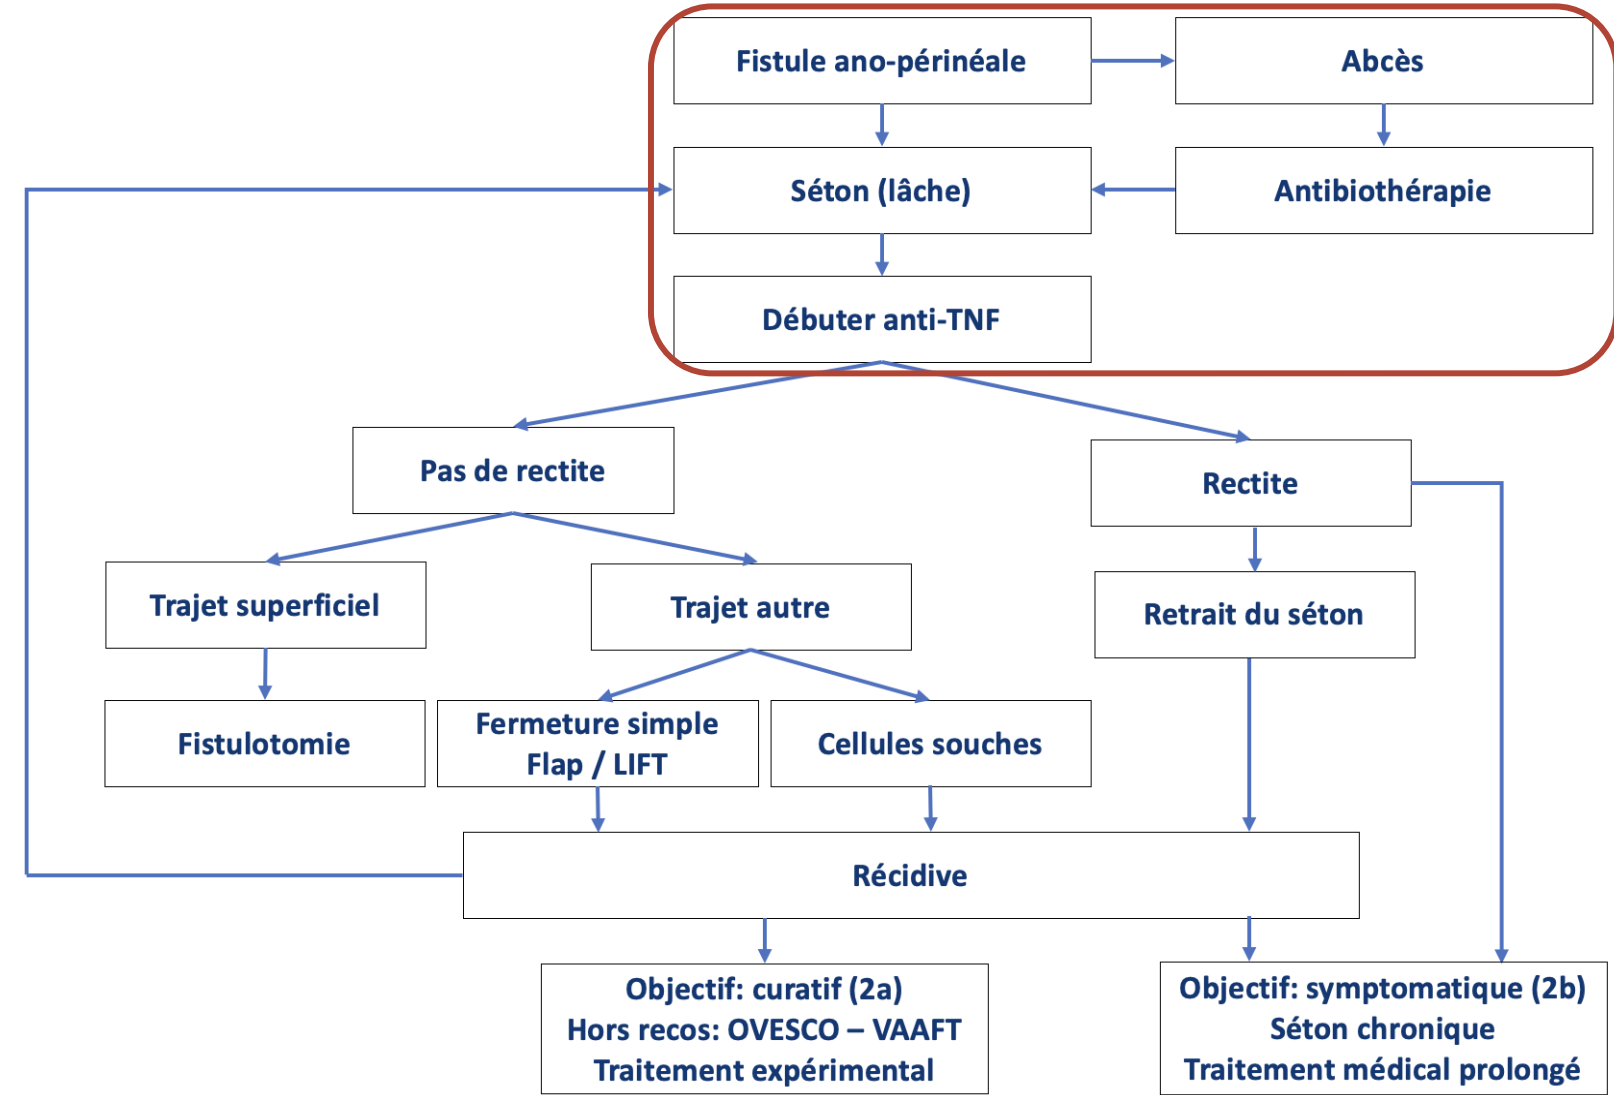 Fistule ano-périnéale
Abcès
Séton (lâche)
Antibiothérapie
Débuter anti-TNF
Pas de rectite
Rectite
Trajet superficiel
Trajet autre
Retrait du séton
Fistulotomie
Fermeture simple
Flap / LIFT
Cellules souches
Récidive
Objectif: curatif (2a)
Hors recos: OVESCO – VAAFT
Traitement expérimental
Objectif: symptomatique (2b)
Séton chronique
Traitement médical prolongé